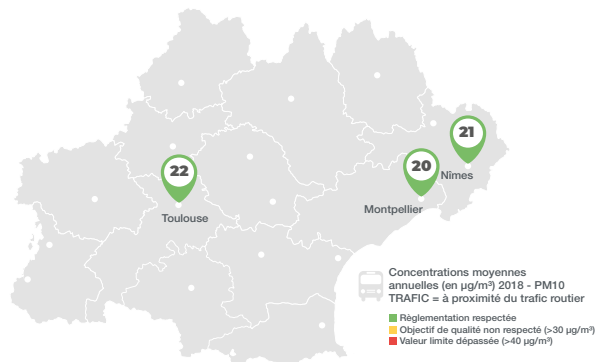 21
20
22
Nîmes
Montpellier
Toulouse
Concentrations moyennes
annuelles (en µg/m³) 2018 - PM10
TRAFIC = à proximité du trafic routier
Règlementation respectée
Objectif de qualité non respecté (>30 µg/m³)
Valeur limite dépassée (>40 µg/m³)